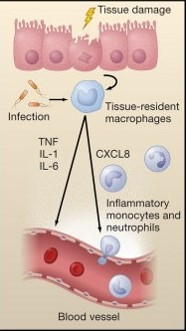 Tissue damage
Infection
Tissue-resident
macrophages
TNF
IL-1
IL-6
CXCL8
Inflammatory
monocytes and
neutrophils
Blood vessel